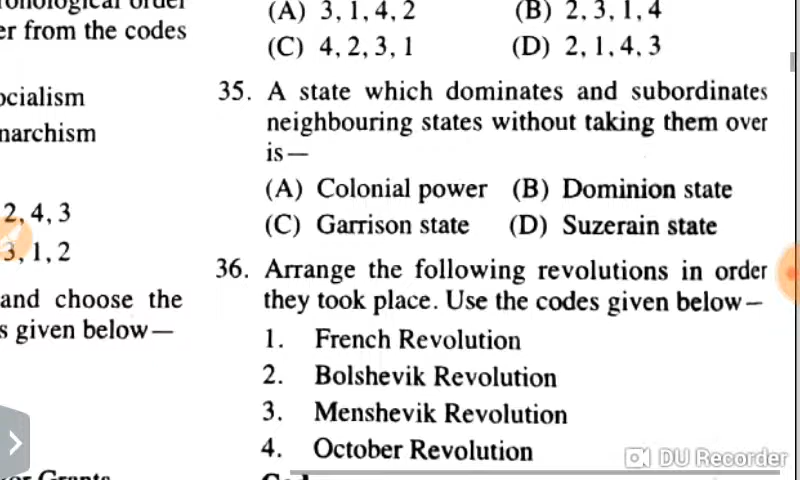 er from the codes
2, 4, 3
3, 1, 2
and choose the
given below—
(A) 3, 1, 4, 2 (B) 2, 3, 1, 4
(C) 4, 2, 3, 1 (D) 2, 1, 4, 3
35. A state which dominates and subordinates
neighbouring states without taking them over
is—
(A) Colonial power (B) Dominion state
(C) Garrison state (D) Suzerain state
36. Arrange the following revolutions in order
they took place. Use the codes given below—
1. French Revolution
2. Bolshevik Revolution
3. Menshevik Revolution
4. October Revolution
DU Recorder